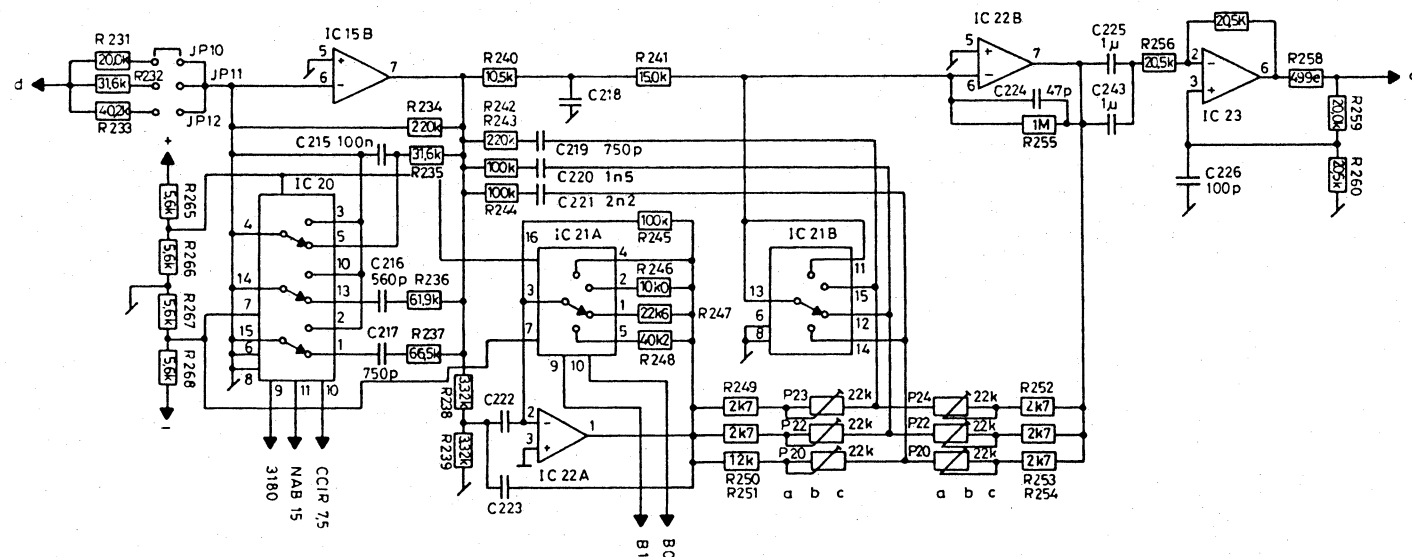 R231
20,0k
JP10
31,6k
R232
JP11
40,2k
R233
JP12
d
+
5,6k
R265
5,6k
R266
5,6k
R267
5,6k
R268
-
IC 15B
5
+
6
-
7
R234
220k
C215 100n
31,6k
R235
IC 20
4
3
5
10
14
13
7
2
15
6
1
8
9 11 10
3180
NAB 15
CCIR 7,5
C216
560p
R236
61,9k
C217
750p
R237
66,5k
3,32k
R238
3,32k
R239
R240
10,5k
C218
R241
15,0k
R242
R243
220k
C219 750p
100k
C220 1n5
100k
R244
C221 2n2
100k
R245
16
IC 21A
4
3
2
1
7
5
9 10
R246
10k0
22k6
R247
40k2
R248
C222
2
-
3
+
1
IC 22A
C223
B1
B0
IC 21B
11
15
13
12
6
8
14
R249
2k7
2k7
12k
R250
R251
P23
22k
P22
22k
P20
22k
a b c
P24
22k
P22
22k
P20
22k
a b c
R252
2k7
2k7
2k7
R253
R254
IC 22B
5
+
6
-
7
C224
47p
1M
R255
C225
1µ
C243
1µ
R256
20,5k
20,5k
2
-
3
+
6
IC 23
R258
499e
20,0k
R259
20,5k
R260
C226
100p